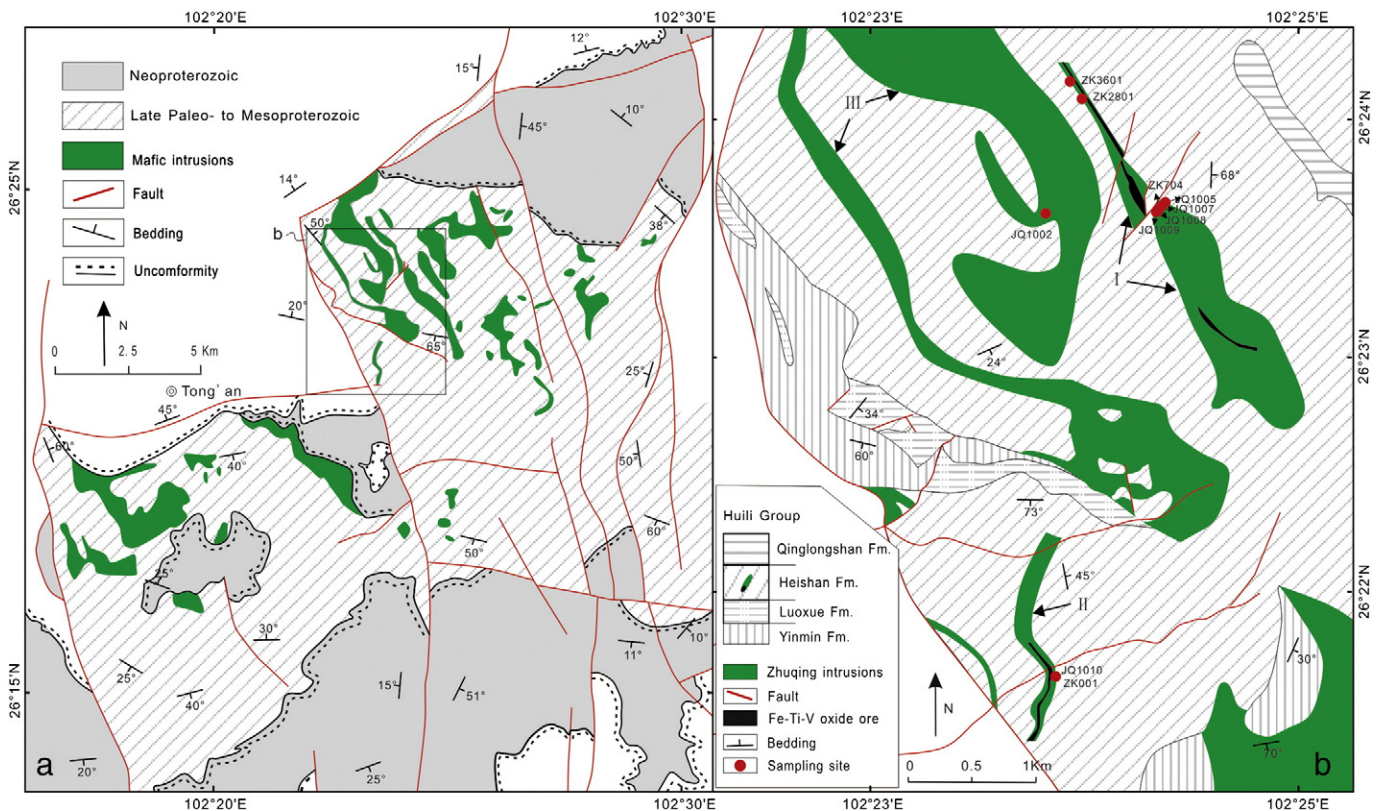 102°20'E
102°30'E
102°23'E
102°25'E
Neoproterozoic
Late Paleo- to Mesoproterozoic
Mafic intrusions
Fault
Bedding
Uncomformity
N
0 2.5 5 Km
◎ Tong'an
26°25'N
26°15'N
12°
15°
10°
45°
14°
50°
38°
b
20°
65°
25°
45°
60°
40°
50°
60°
50°
25°
30°
10°
11°
25°
15°
51°
40°
20°
25°
a
102°20'E
102°30'E
III
ZK3601
ZK2801
26°24'N
68°
ZK704
JQ1005
JQ1007
JQ1008
JQ1009
JQ1002
I
24°
26°23'N
34°
60°
73°
45°
II
26°22'N
JQ1010
ZK001
30°
70°
Huili Group
Qinglongshan Fm.
Heishan Fm.
Luoxue Fm.
Yinmin Fm.
Zhuqing intrusions
Fault
Fe-Ti-V oxide ore
Bedding
Sampling site
N
0 0.5 1Km
b
102°23'E
102°25'E